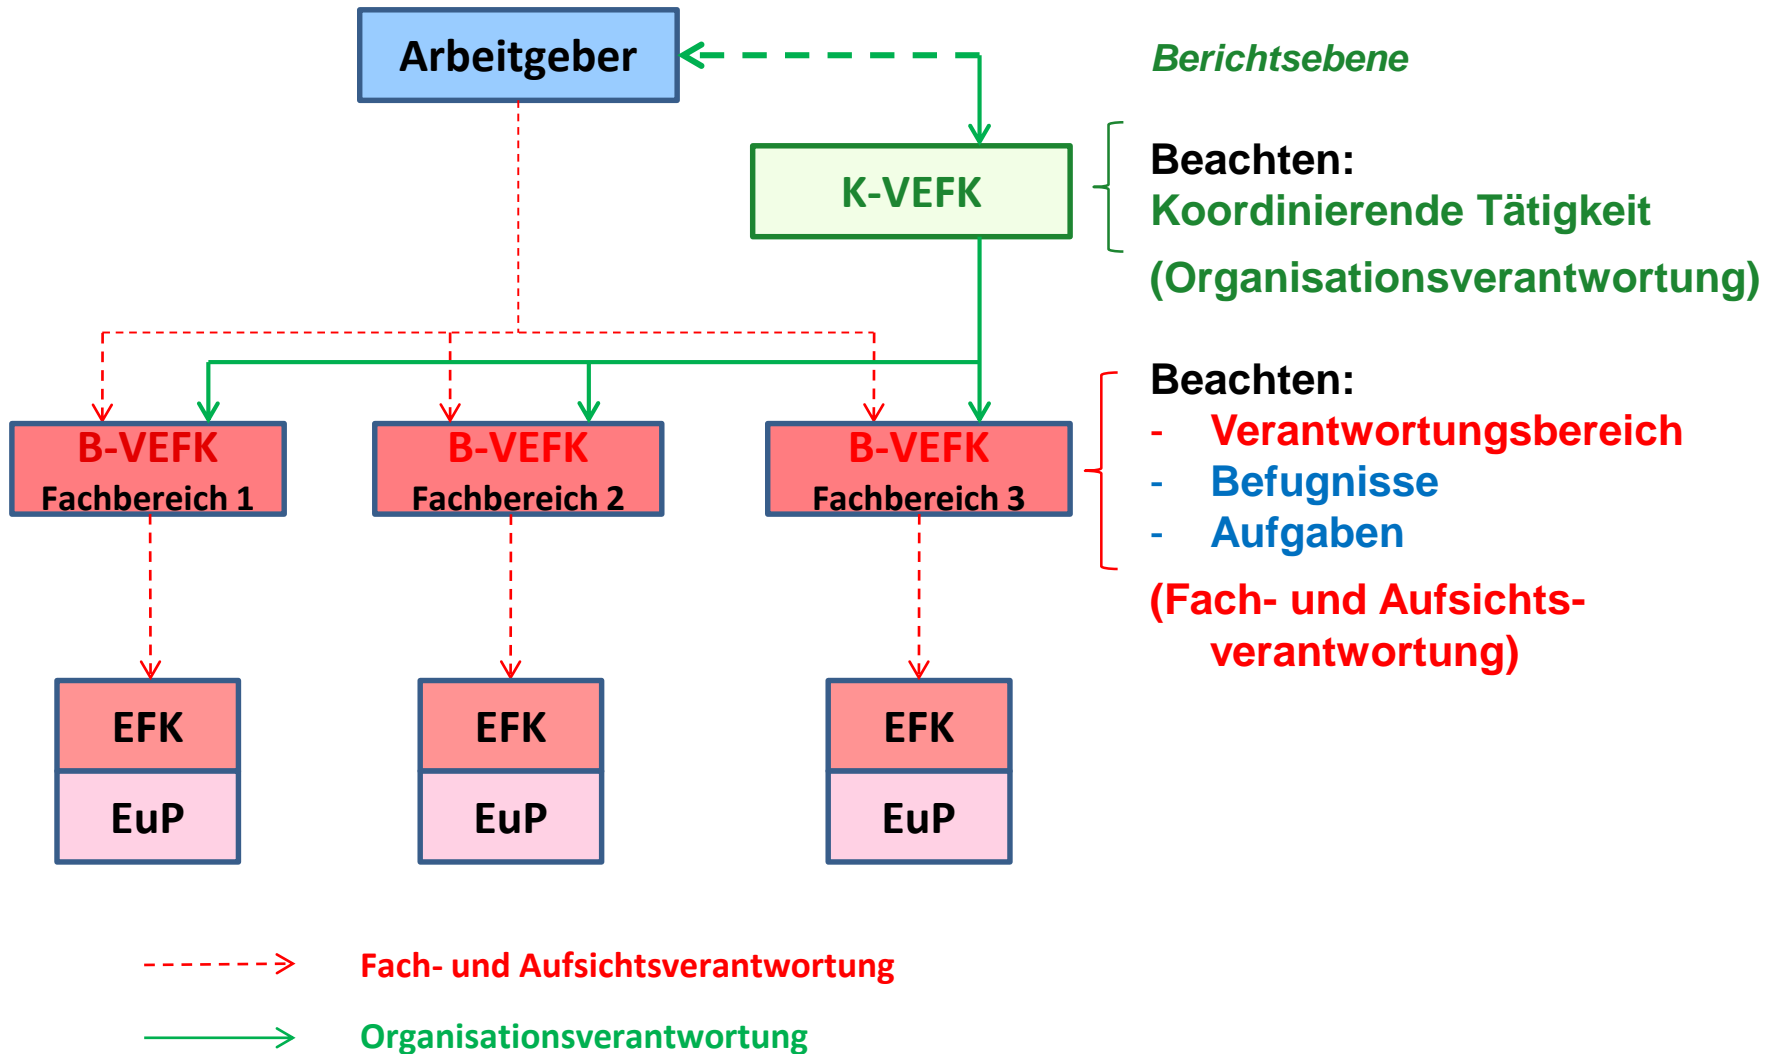 Arbeitgeber
Berichtsebene
K-VEFK
Beachten:
Koordinierende Tätigkeit
(Organisationsverantwortung)
B-VEFK
Fachbereich 1
B-VEFK
Fachbereich 2
B-VEFK
Fachbereich 3
Beachten:
- Verantwortungsbereich
- Befugnisse
- Aufgaben
(Fach- und Aufsichts-
verantwortung)
EFK
EuP
EFK
EuP
EFK
EuP
Fach- und Aufsichtsverantwortung
Organisationsverantwortung